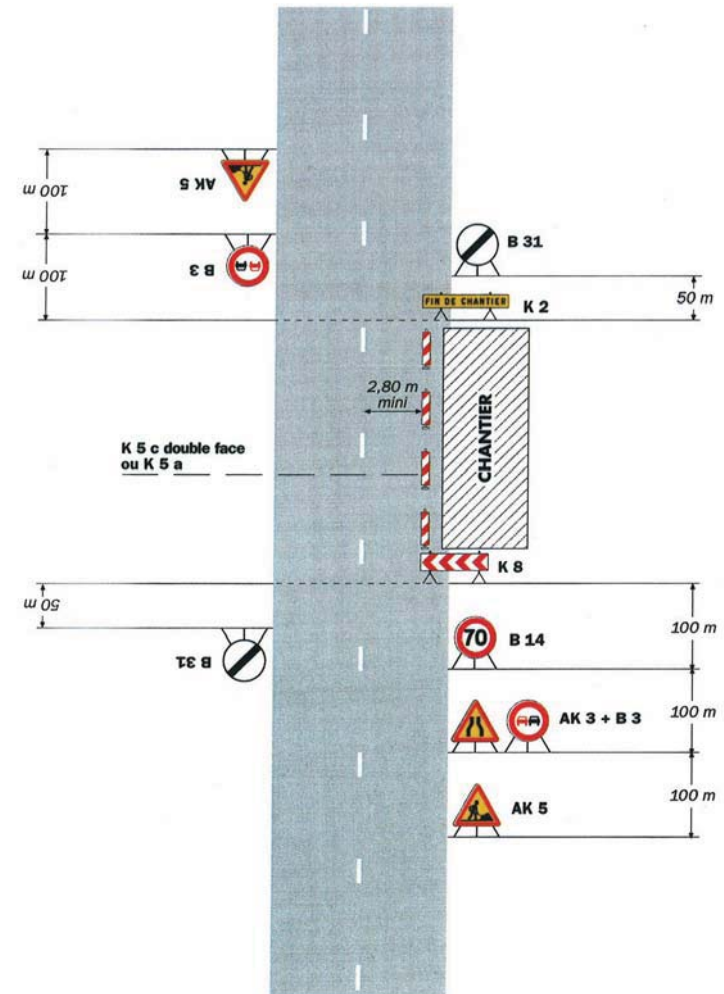 100 m
AK 5
100 m
B 3
B 31
50 m
FIN DE CHANTIER
K 2
2,80 m
mini
CHANTIER
K 5 c double face
ou K 5 a
K 8
50 m
B 31
70
B 14
100 m
AK 3 + B 3
100 m
AK 5
100 m